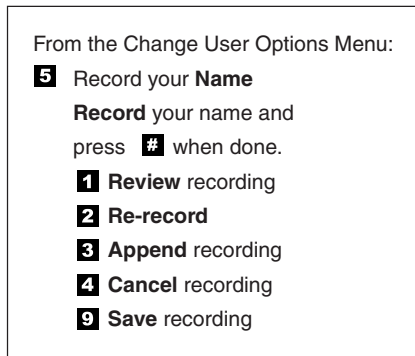 From the Change User Options Menu:
5 Record your Name
Record your name and
press # when done.
1 Review recording
2 Re-record
3 Append recording
4 Cancel recording
9 Save recording